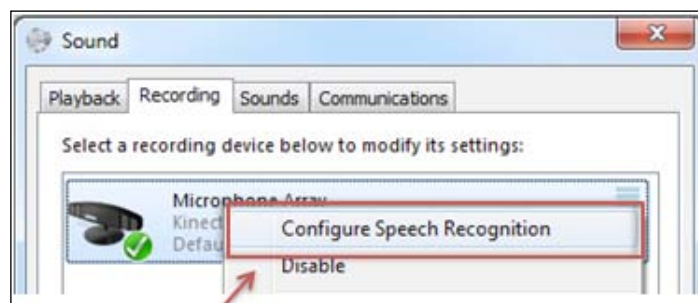 Sound
Playback Recording Sounds Communications
Select a recording device below to modify its settings:
Microphone Array
Kinect
Configure Speech Recognition
Disable